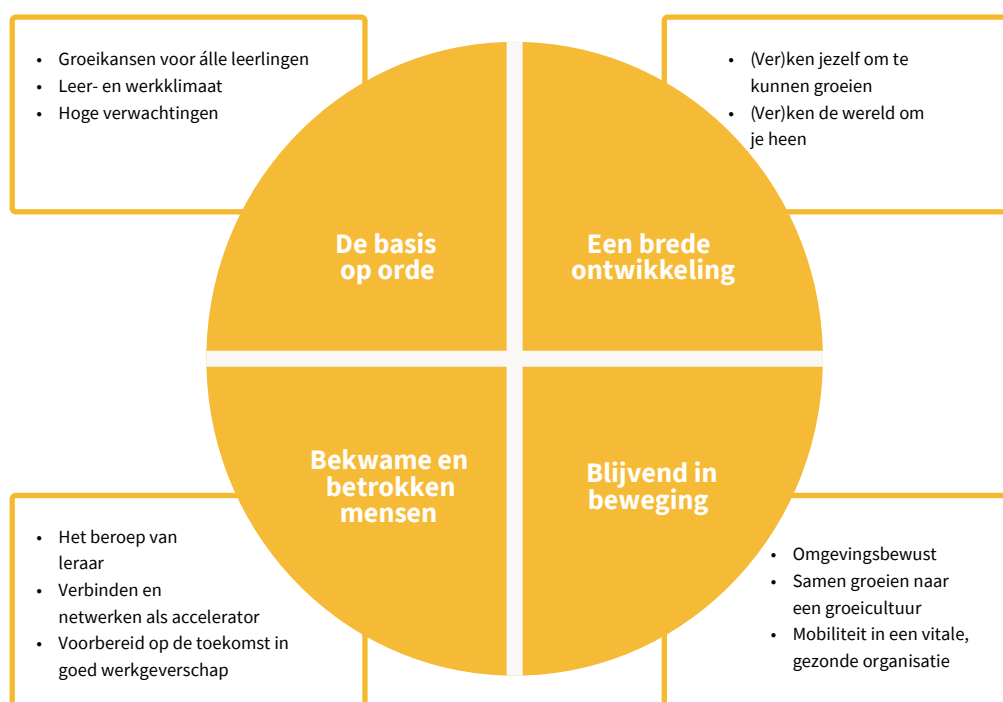 • Groeikansen voor álle leerlingen
• Leer- en werkklimaat
• Hoge verwachtingen
• (Ver)ken jezelf om te
kunnen groeien
• (Ver)ken de wereld om
je heen
De basis
op orde
Een brede
ontwikkeling
Bekwame en
betrokken
mensen
Blijvend in
beweging
• Het beroep van
leraar
• Verbinden en
netwerken als accelerator
• Voorbereid op de toekomst in
goed werkgeverschap
• Omgevingsbewust
• Samen groeien naar
een groeicultuur
• Mobiliteit in een vitale,
gezonde organisatie